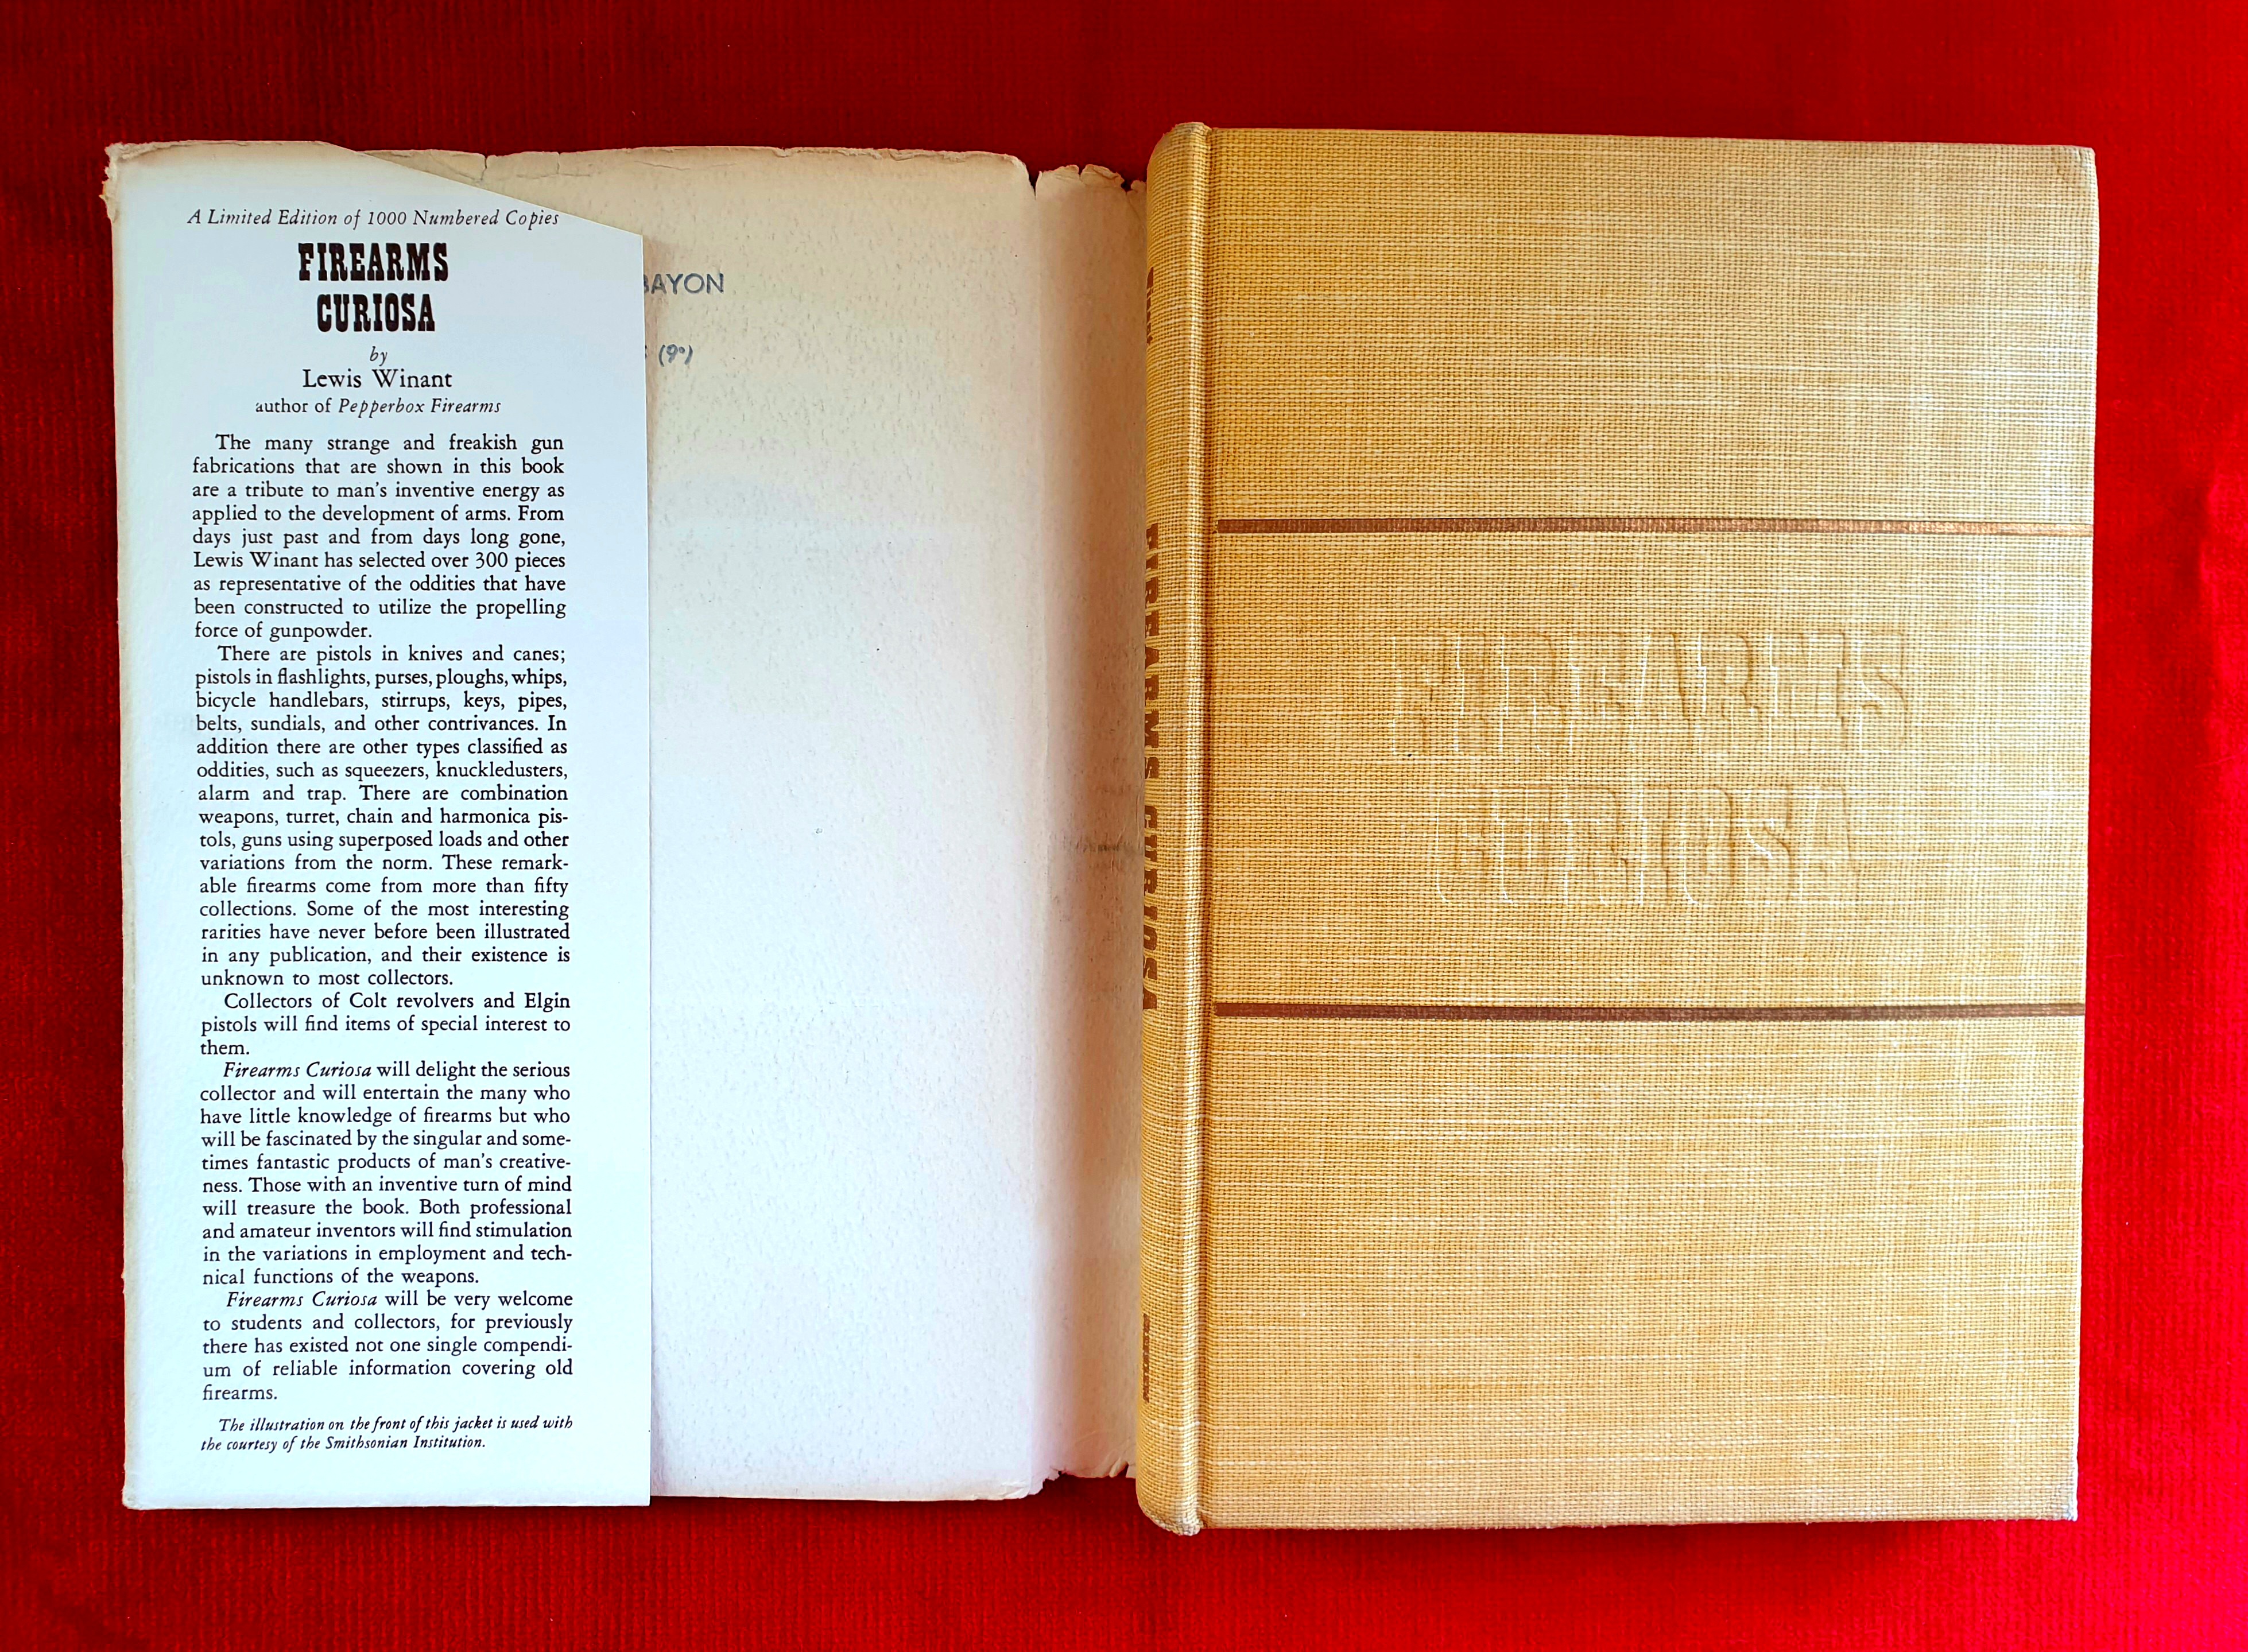 A Limited Edition of 1000 Numbered Copies
FIREARMS
CURIOSA
by
Lewis Winant
author of Pepperbox Firearms
The many strange and freakish gun
fabrications that are shown in this book
are a tribute to man's inventive energy as
applied to the development of arms. From
days just past and from days long gone,
Lewis Winant has selected over 300 pieces
as representative of the oddities that have
been constructed to utilize the propelling
force of gunpowder.
There are pistols in knives and canes;
pistols in flashlights, purses, ploughs, whips,
bicycle handlebars, stirrups, keys, pipes,
belts, sundials, and other contrivances. In
addition there are other types classified as
oddities, such as squeezers, knuckledusters,
alarm and trap. There are combination
weapons, turret, chain and harmonica pis-
tols, guns using superposed loads and other
variations from the norm. These remark-
able firearms come from more than fifty
collections. Some of the most interesting
rarities have never before been illustrated
in any publication, and their existence is
unknown to most collectors.
Collectors of Colt revolvers and Elgin
pistols will find items of special interest to
them.
Firearms Curiosa will delight the serious
collector and will entertain the many who
have little knowledge of firearms but who
will be fascinated by the singular and some-
times fantastic products of man's creative-
ness. Those with an inventive turn of mind
will treasure the book. Both professional
and amateur inventors will find stimulation
in the variations in employment and tech-
nical functions of the weapons.
Firearms Curiosa will be very welcome
to students and collectors, for previously
there has existed not one single compendi-
um of reliable information covering old
firearms.
The illustration on the front of this jacket is used with
the courtesy of the Smithsonian Institution.
BAYON
(9º)
FIREARMS CURIOSA
FIREARMS
CURIOSA